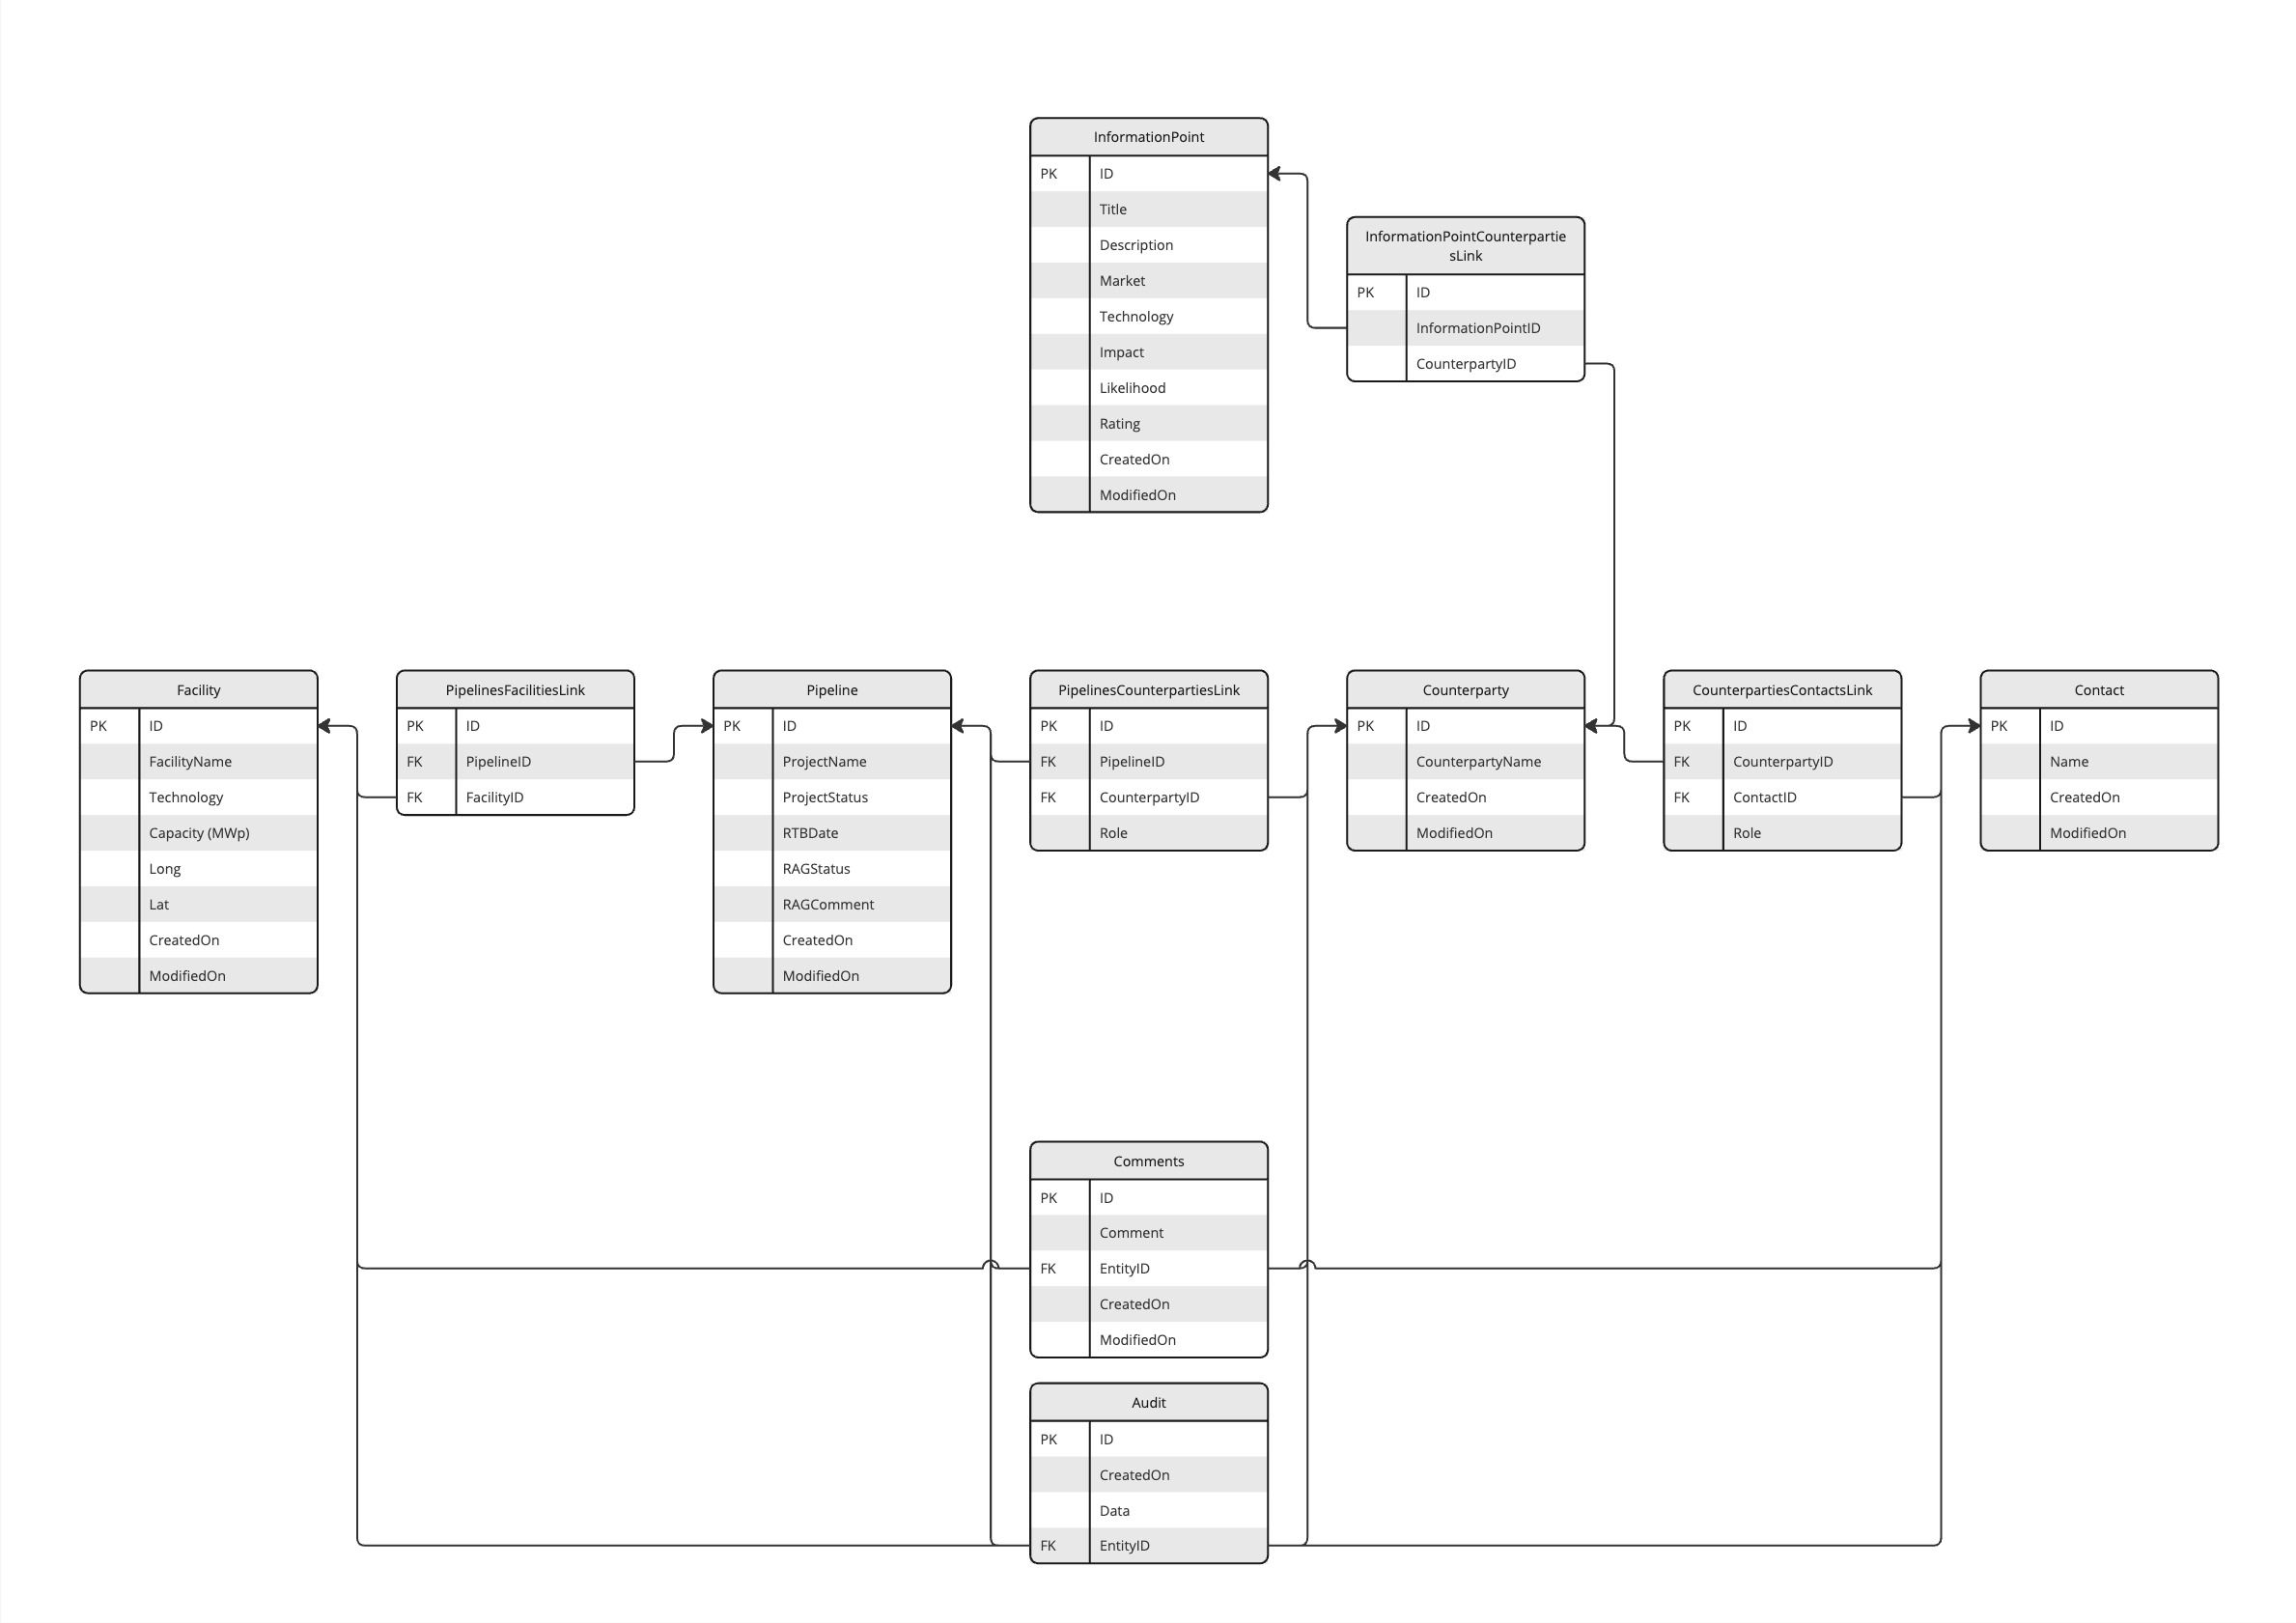 InformationPoint
PK ID
Title
Description
Market
Technology
Impact
Likelihood
Rating
CreatedOn
ModifiedOn
InformationPointCounterpartie
sLink
PK ID
InformationPointID
CounterpartyID
Facility
PK ID
FacilityName
Technology
Capacity (MWp)
Long
Lat
CreatedOn
ModifiedOn
PipelinesFacilitiesLink
PK ID
FK PipelineID
FK FacilityID
Pipeline
PK ID
ProjectName
ProjectStatus
RTBDate
RAGStatus
RAGComment
CreatedOn
ModifiedOn
PipelinesCounterpartiesLink
PK ID
FK PipelineID
FK CounterpartyID
Role
Counterparty
PK ID
CounterpartyName
CreatedOn
ModifiedOn
CounterpartiesContactsLink
PK ID
FK CounterpartyID
FK ContactID
Role
Contact
PK ID
Name
CreatedOn
ModifiedOn
Comments
PK ID
Comment
FK EntityID
CreatedOn
ModifiedOn
Audit
PK ID
CreatedOn
Data
FK EntityID